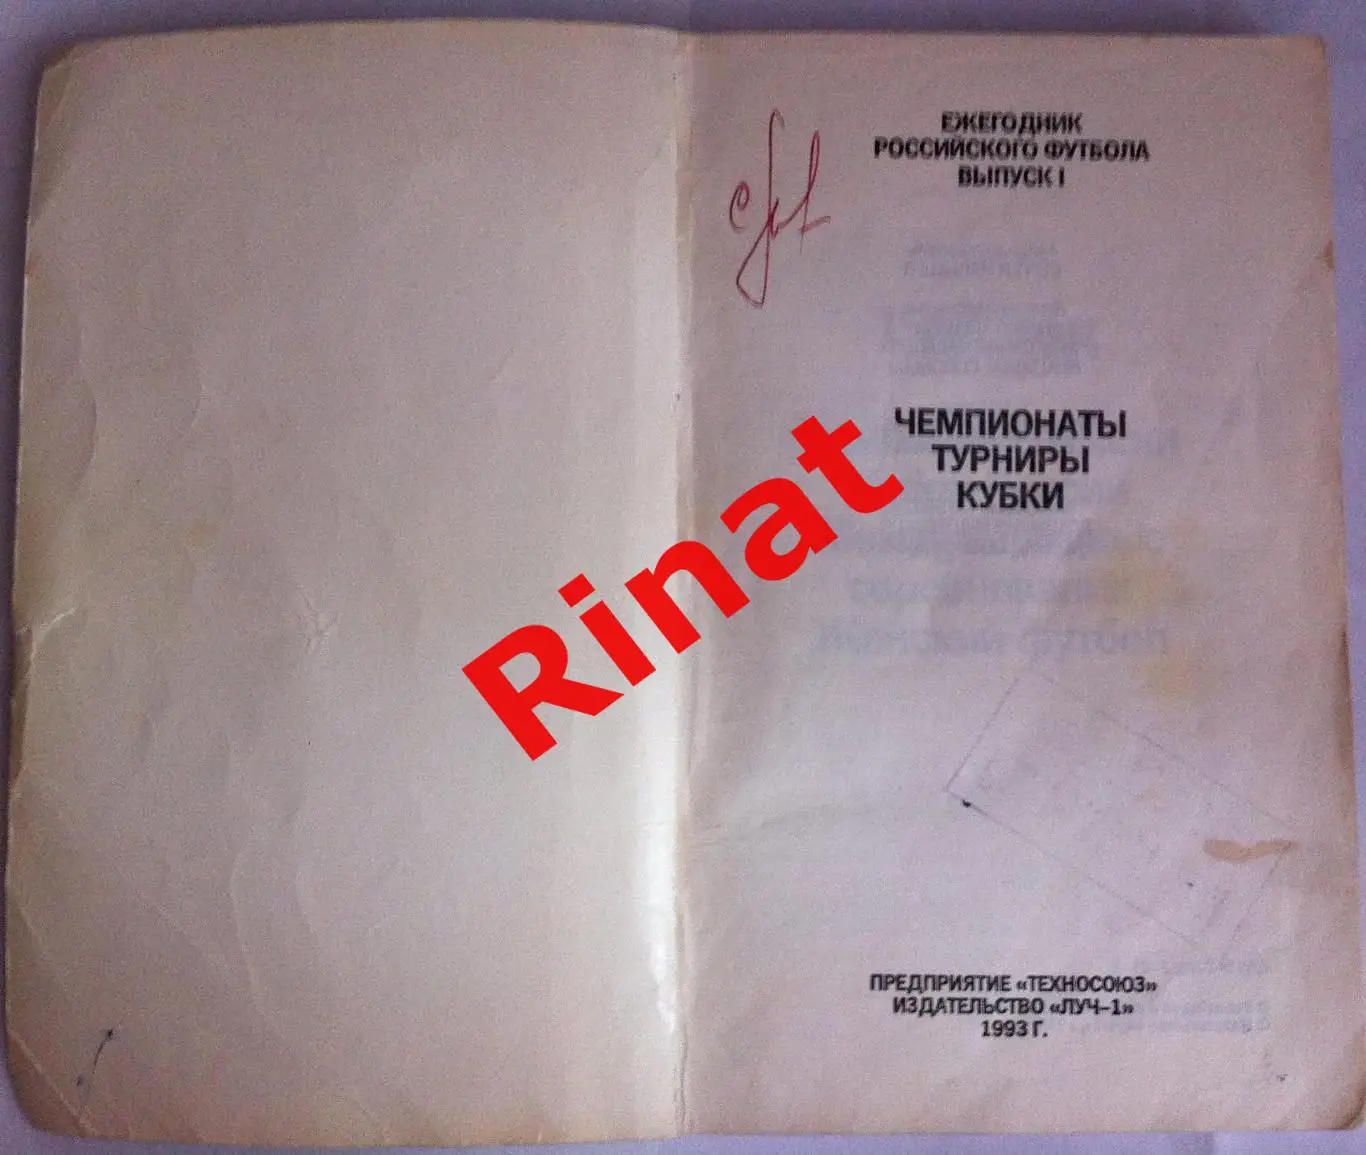 ЕЖЕГОДНИК
РОССИЙСКОГО ФУТБОЛА
ВЫПУСК I
ЧЕМПИОНАТЫ
ТУРНИРЫ
КУБКИ
Rinat
ПРЕДПРИЯТИЕ «ТЕХНОСОЮЗ»
ИЗДАТЕЛЬСТВО «ЛУЧ-1»
1993 Г.